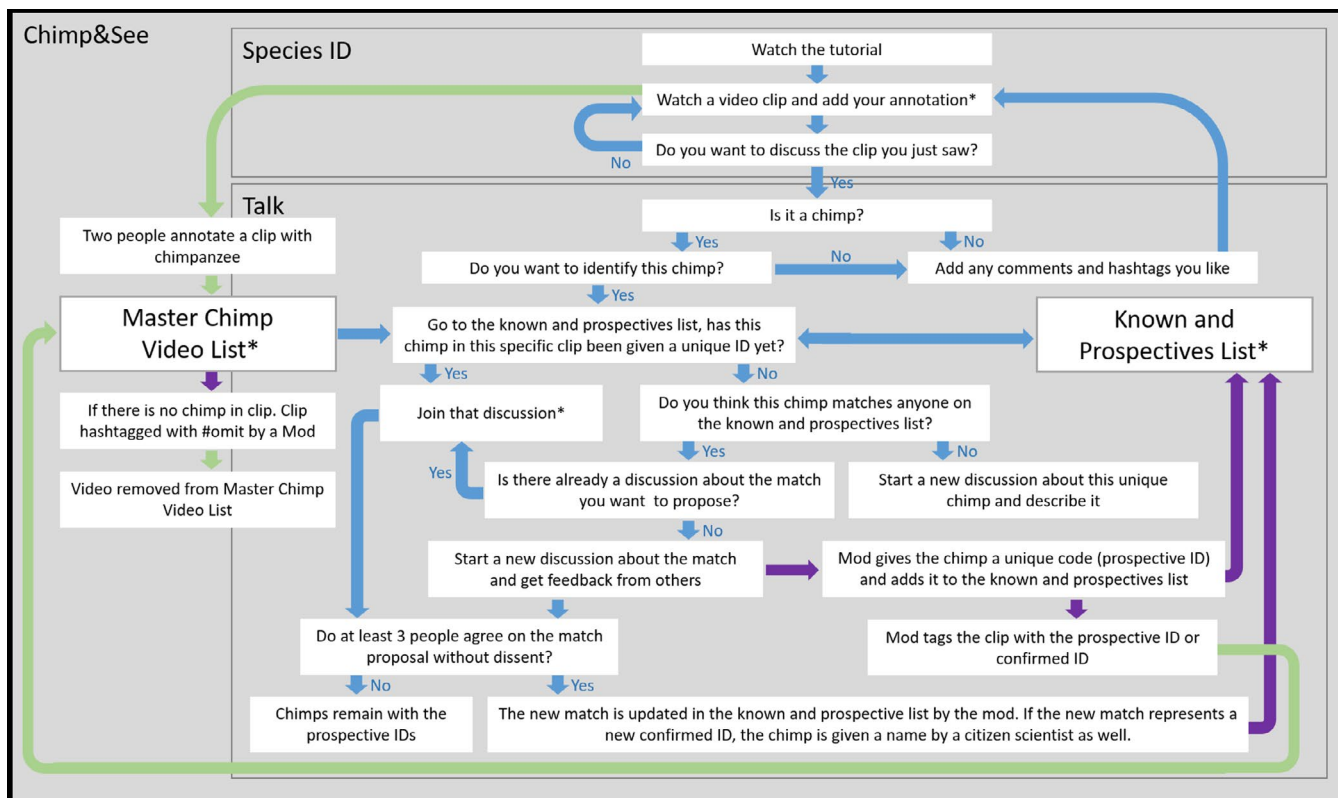 Chimp&See
Species ID
Watch the tutorial
Watch a video clip and add your annotation*
Do you want to discuss the clip you just saw?
No
Yes
Talk
Is it a chimp?
Two people annotate a clip with
chimpanzee
Yes
No
Do you want to identify this chimp?
No
Add any comments and hashtags you like
Yes
Master Chimp
Video List*
Go to the known and prospectives list, has this
chimp in this specific clip been given a unique ID yet?
Known and
Prospectives List*
Yes
No
If there is no chimp in clip. Clip
hashtagged with #omit by a Mod
Join that discussion*
Do you think this chimp matches anyone on
the known and prospectives list?
Yes
Yes
No
Video removed from Master Chimp
Video List
Is there already a discussion about the match
you want to propose?
Start a new discussion about this unique
chimp and describe it
No
Start a new discussion about the match
and get feedback from others
Mod gives the chimp a unique code (prospective ID)
and adds it to the known and prospectives list
Do at least 3 people agree on the match
proposal without dissent?
Mod tags the clip with the prospective ID or
confirmed ID
No
Yes
Chimps remain with the
prospective IDs
The new match is updated in the known and prospective list by the mod. If the new match represents a
new confirmed ID, the chimp is given a name by a citizen scientist as well.